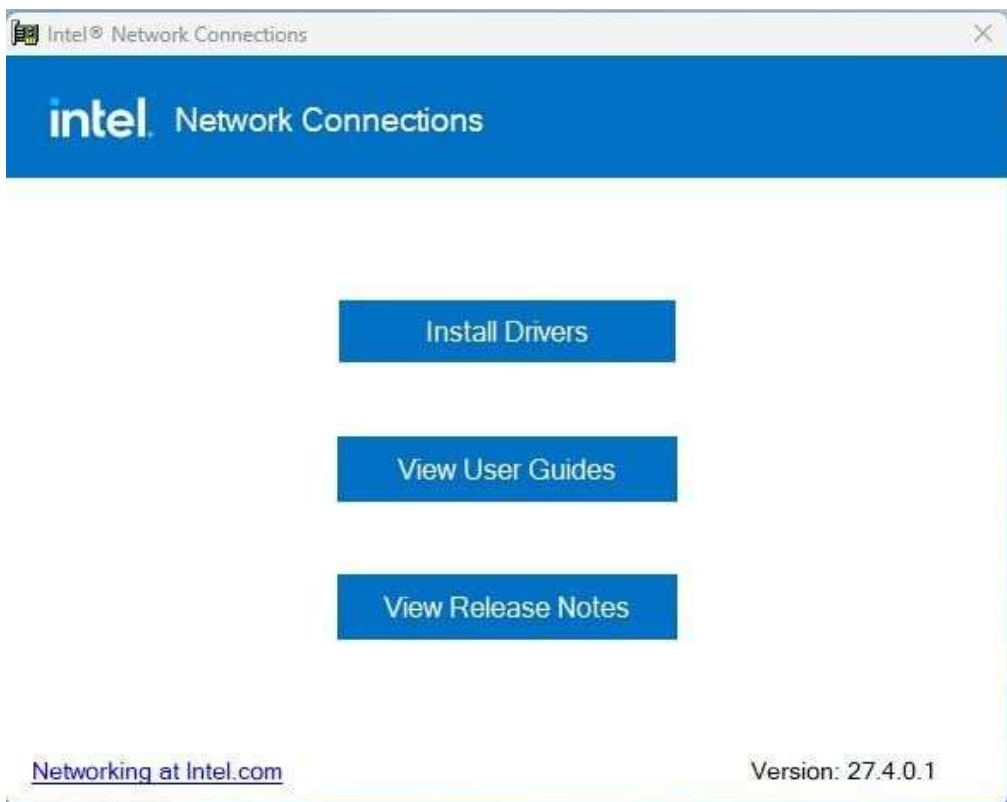 Intel® Network Connections
intel. Network Connections
Install Drivers
View User Guides
View Release Notes
Networking at Intel.com
Version: 27.4.0.1